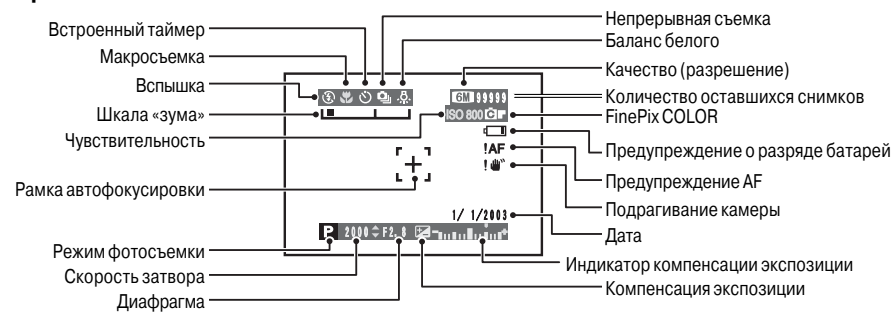 Встроенный таймер
Макросъемка
Вспышка
Шкала «зума»
Чувствительность
Рамка автофокусировки
Режим фотосъемки
Скорость затвора
Диафрагма
6M 99999
ISO 800
!AF
!
1/ 1/2003
P 2000 F2.8
Непрерывная съемка
Баланс белого
Качество (разрешение)
Количество оставшихся снимков
FinePix COLOR
Предупреждение о разряде батарей
Предупреждение AF
Подрагивание камеры
Дата
Индикатор компенсации экспозиции
Компенсация экспозиции